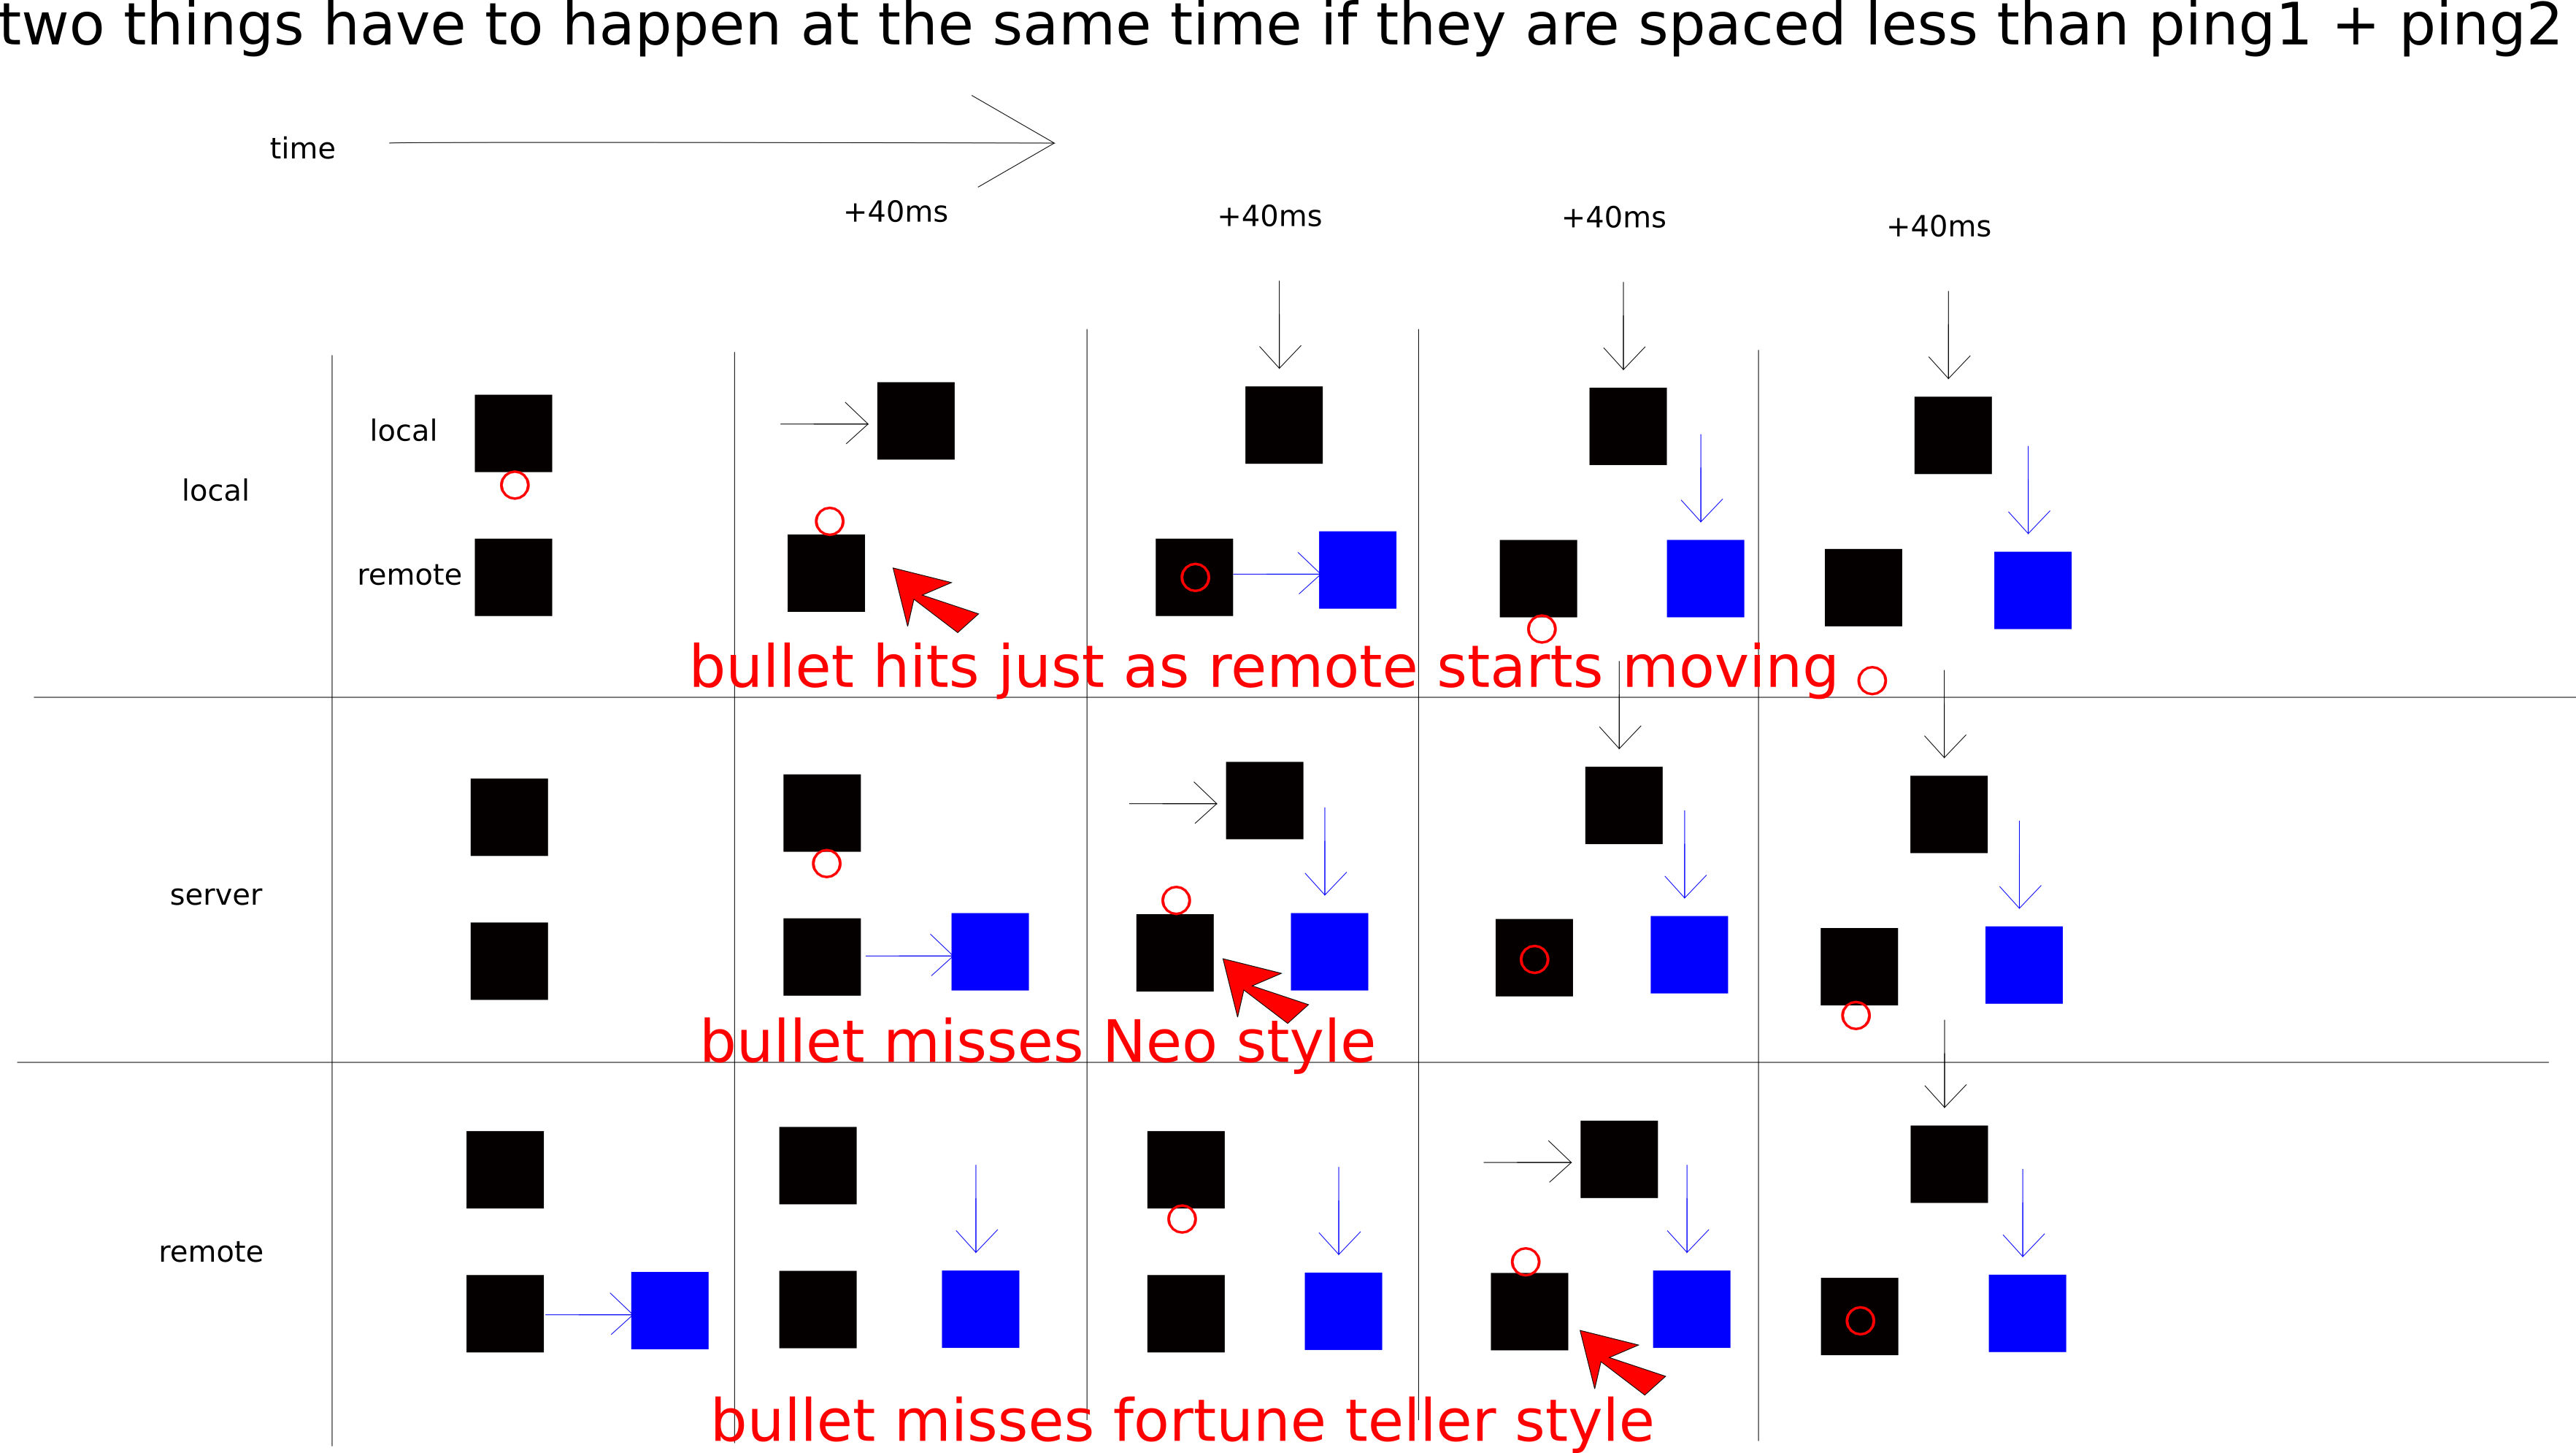 two things have to happen at the same time if they are spaced less than ping1 + ping2
time
+40ms
+40ms
+40ms
+40ms
local
local
remote
bullet hits just as remote starts moving
server
bullet misses Neo style
remote
bullet misses fortune teller style